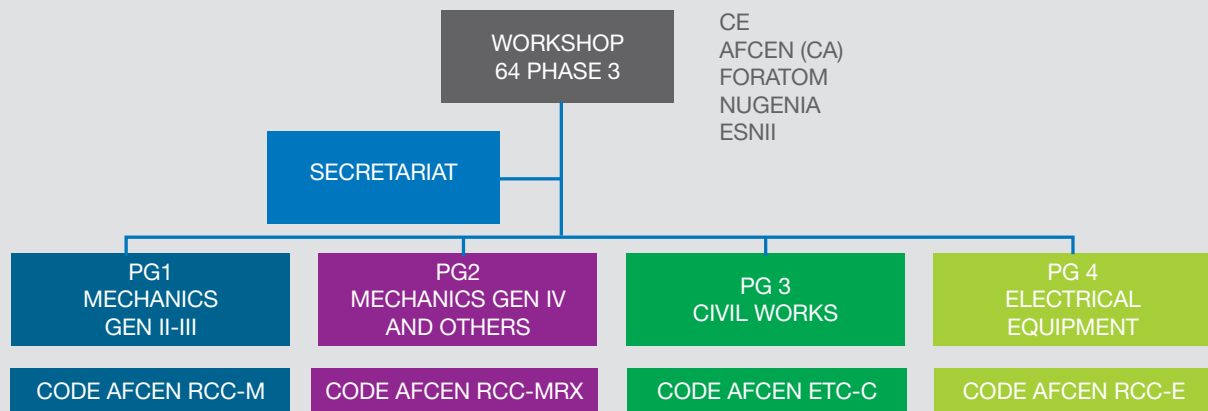 WORKSHOP
64 PHASE 3
CE
AFCEN (CA)
FORATOM
NUGENIA
ESNII
SECRETARIAT
PG1
MECHANICS
GEN II-III
PG2
MECHANICS GEN IV
AND OTHERS
PG 3
CIVIL WORKS
PG 4
ELECTRICAL
EQUIPMENT
CODE AFCEN RCC-M
CODE AFCEN RCC-MRX
CODE AFCEN ETC-C
CODE AFCEN RCC-E